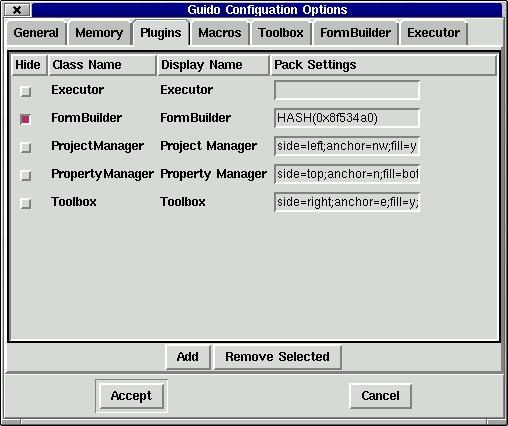 Guido Configuation Options
General Memory Plugins Macros Toolbox FormBuilder Executor
Hide Class Name Display Name Pack Settings
Executor Executor
FormBuilder FormBuilder HASH(0x8f534a0)
ProjectManager Project Manager side=left;anchor=nw;fill=y
PropertyManager Property Manager side=top;anchor=n;fill=bot
Toolbox Toolbox side=right;anchor=e;fill=y;
Add Remove Selected
Accept Cancel